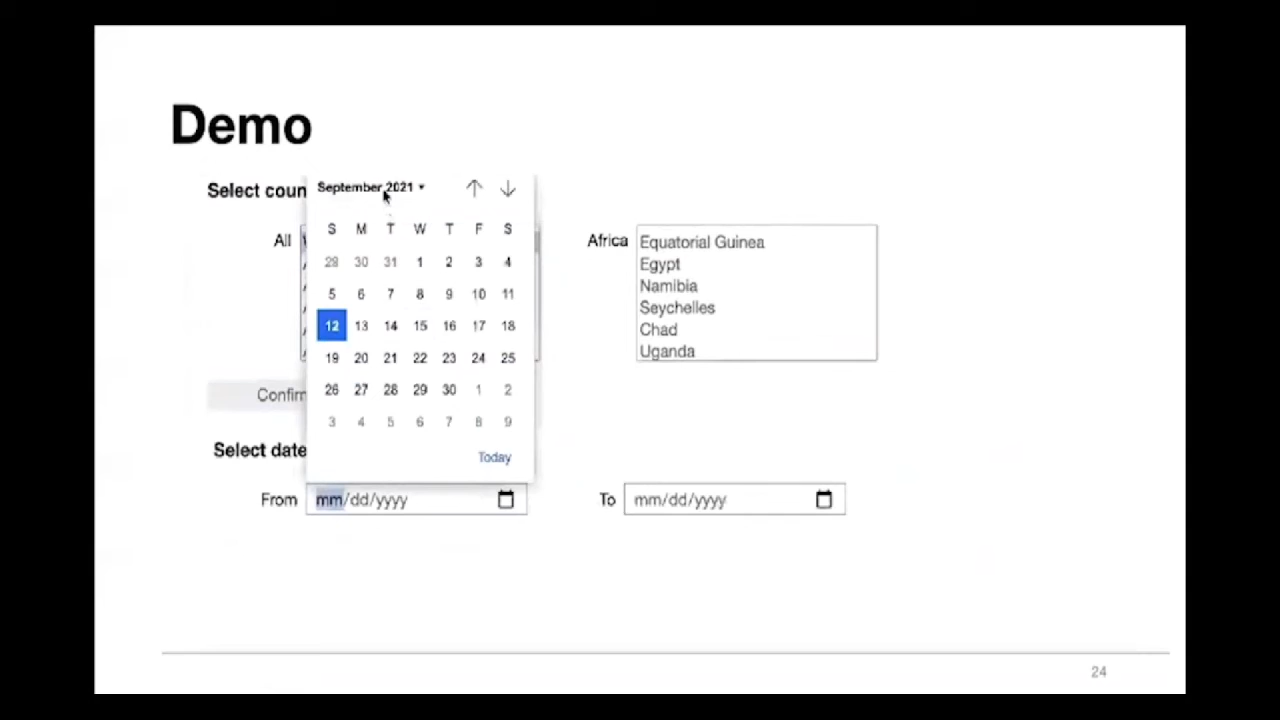 Demo
Select coun
September 2021
All
Africa
Equatorial Guinea
Egypt
Namibia
Seychelles
Chad
Uganda
S M T W T F S
29 30 31 1 2 3 4
5 6 7 8 9 10 11
12 13 14 15 16 17 18
19 20 21 22 23 24 25
26 27 28 29 30 1 2
3 4 5 6 7 8 9
Today
Confirm
Select date
From mm/dd/yyyy
To mm/dd/yyyy
24